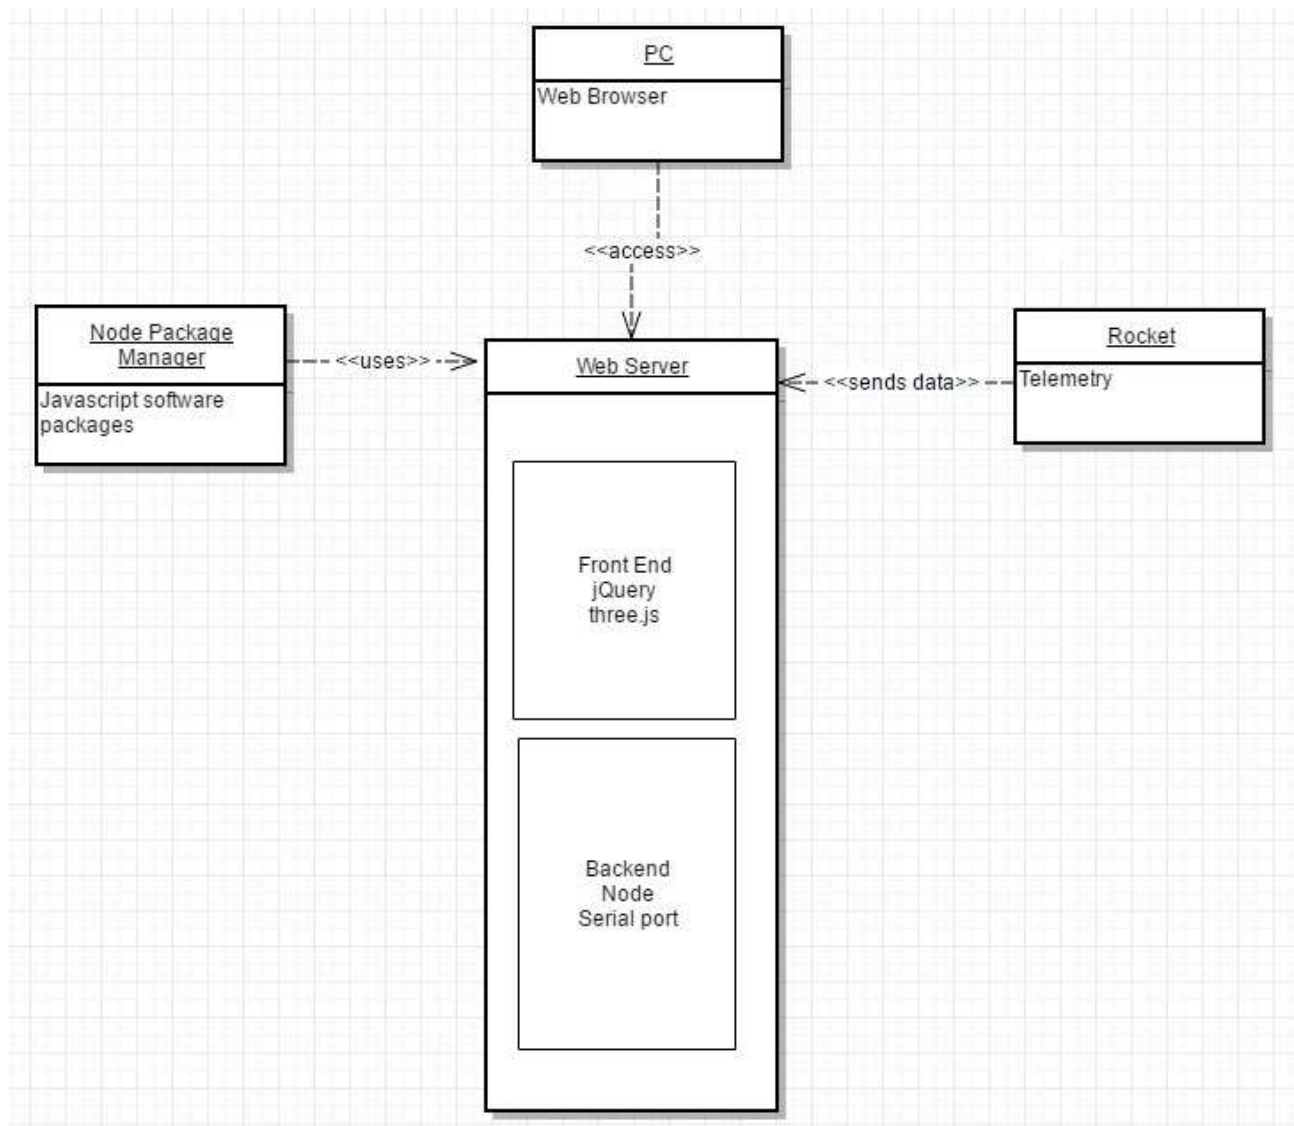 PC
Web Browser
<<access>>
Node Package
Manager
Javascript software
packages
<<uses>>
Web Server
<<sends data>>
Rocket
Telemetry
Front End
jQuery
three.js
Backend
Node
Serial port